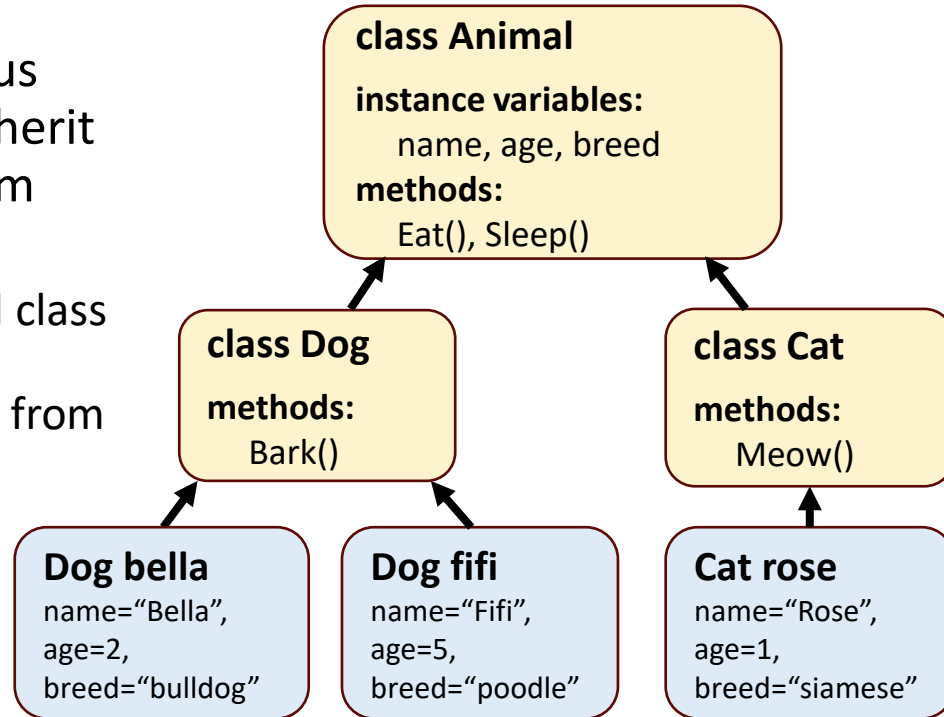 us
herit
m
class
from
class Animal
instance variables:
name, age, breed
methods:
Eat(), Sleep()
class Dog
methods:
Bark()
class Cat
methods:
Meow()
Dog bella
name=“Bella”,
age=2,
breed=“bulldog”
Dog fifi
name=“Fifi”,
age=5,
breed=“poodle”
Cat rose
name=“Rose”,
age=1,
breed=“siamese”